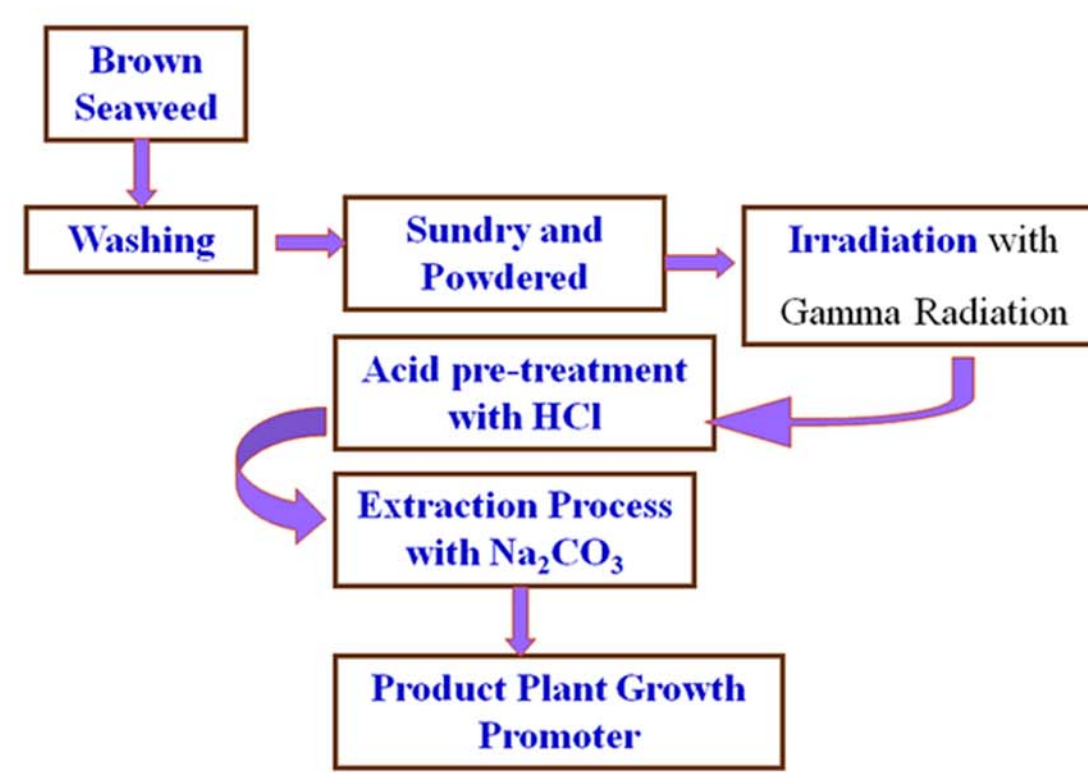 Brown
Seaweed
Washing
Sundry and
Powdered
Irradiation with
Gamma Radiation
Acid pre-treatment
with HCl
Extraction Process
with Na₂CO₃
Product Plant Growth
Promoter